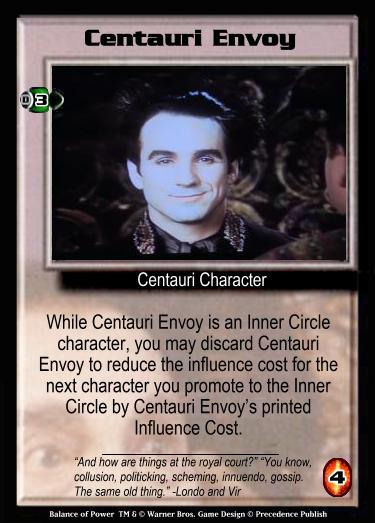 Centauri Envoy
D 3
Centauri Character
While Centauri Envoy is an Inner Circle
character, you may discard Centauri
Envoy to reduce the influence cost for the
next character you promote to the Inner
Circle by Centauri Envoy's printed
Influence Cost.
"And how are things at the royal court?" "You know,
collusion, politicking, scheming, innuendo, gossip.
The same old thing." -Londo and Vir
4
Balance of Power TM & © Warner Bros. Game Design © Precedence Publish